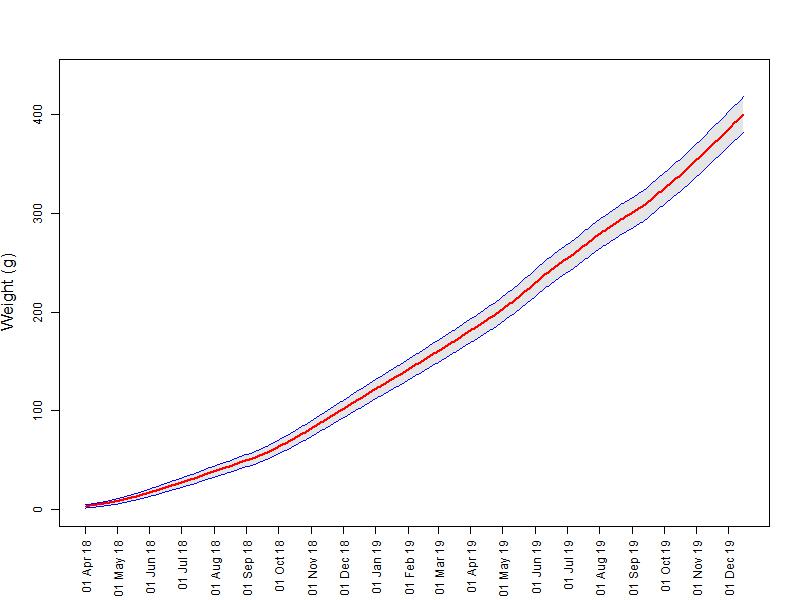 Weight (g)
400
300
200
100
0
01 Apr 18
01 May 18
01 Jun 18
01 Jul 18
01 Aug 18
01 Sep 18
01 Oct 18
01 Nov 18
01 Dec 18
01 Jan 19
01 Feb 19
01 Mar 19
01 Apr 19
01 May 19
01 Jun 19
01 Jul 19
01 Aug 19
01 Sep 19
01 Oct 19
01 Nov 19
01 Dec 19